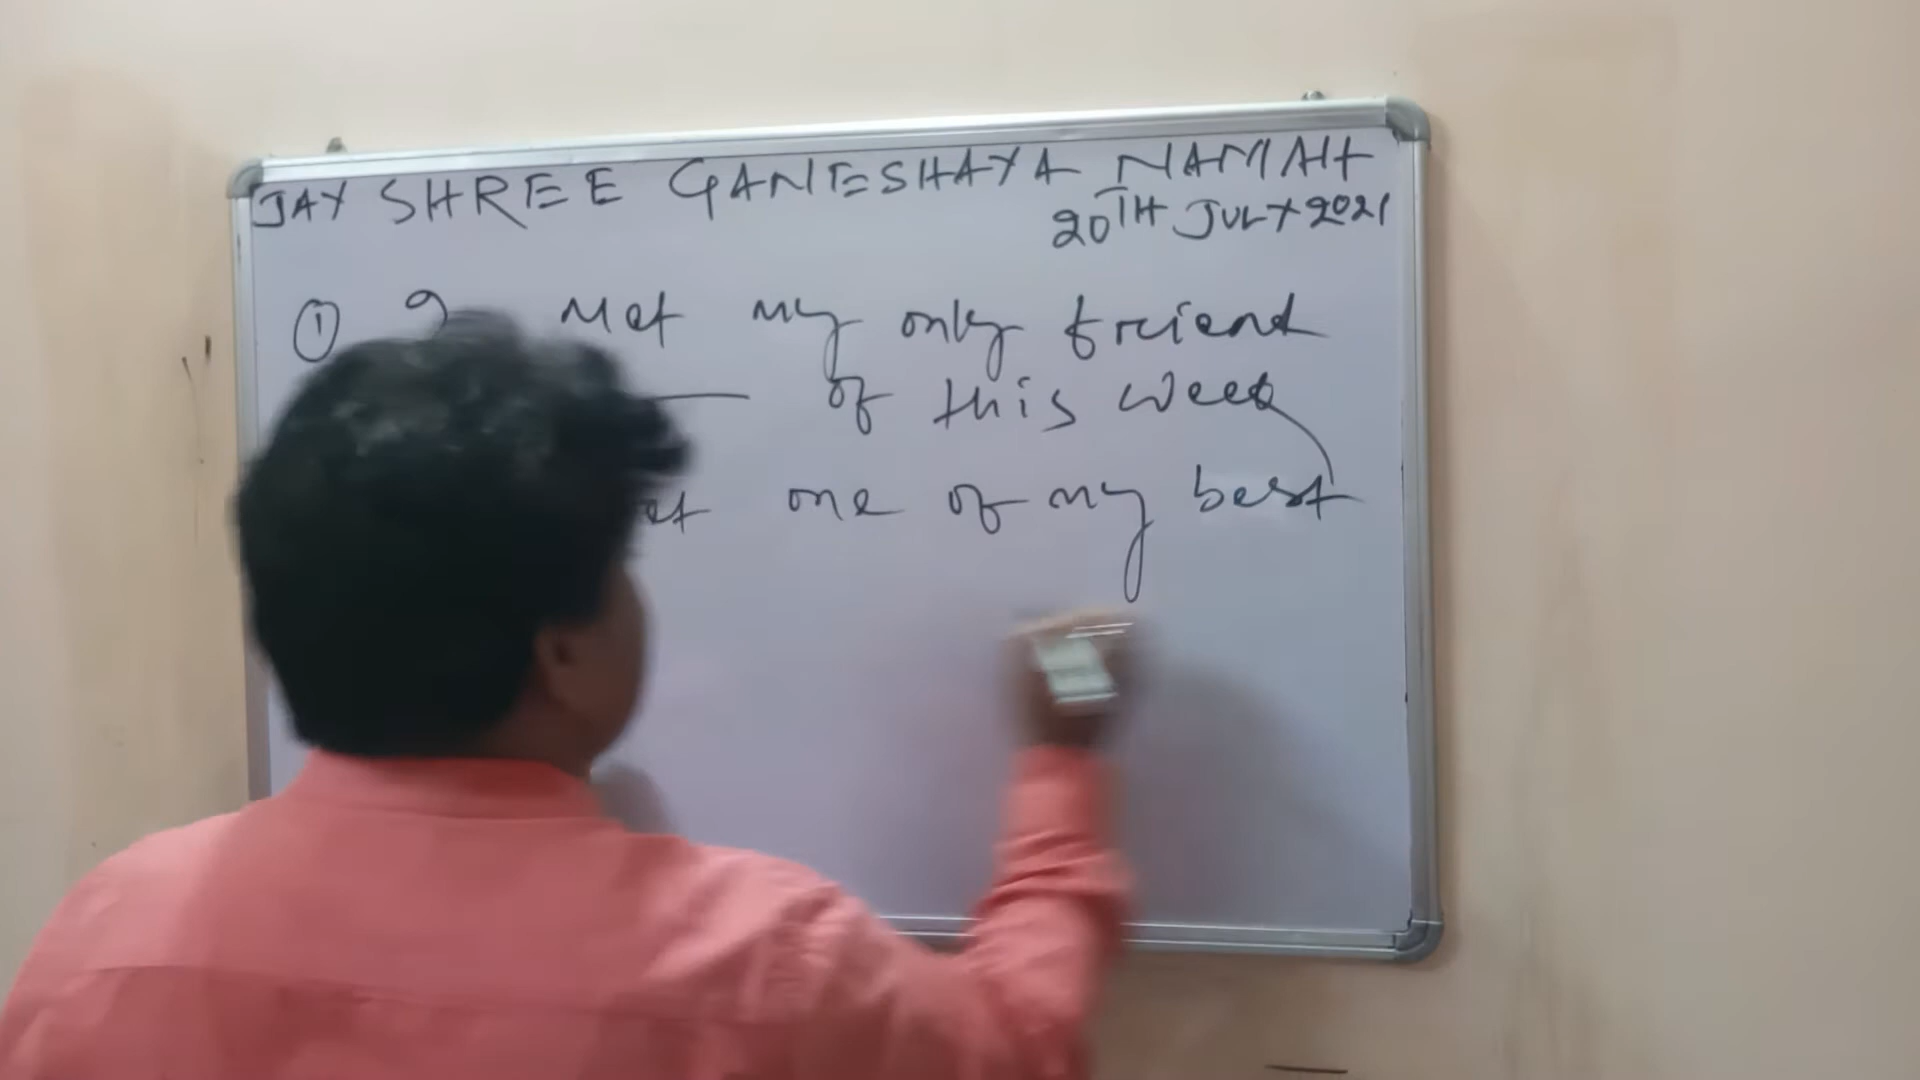 JAY SHREE GANESHAYA NAMAH
20TH JULY 2021
① I met my only friend
of this week
one of my best